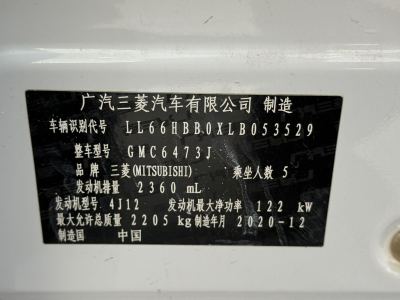 广汽三菱汽车有限公司 制造
车辆识别代号 LL66HBB0XLB053529
整车型号 GMC6473J
品 牌 三菱(MITSUBISHI) 乘坐人数 5
发动机排量 2360 mL
发动机型号 4J12 发动机最大净功率 122 kW
最大允许总质量 2205 kg 制造年月 2020-12
制造国 中国